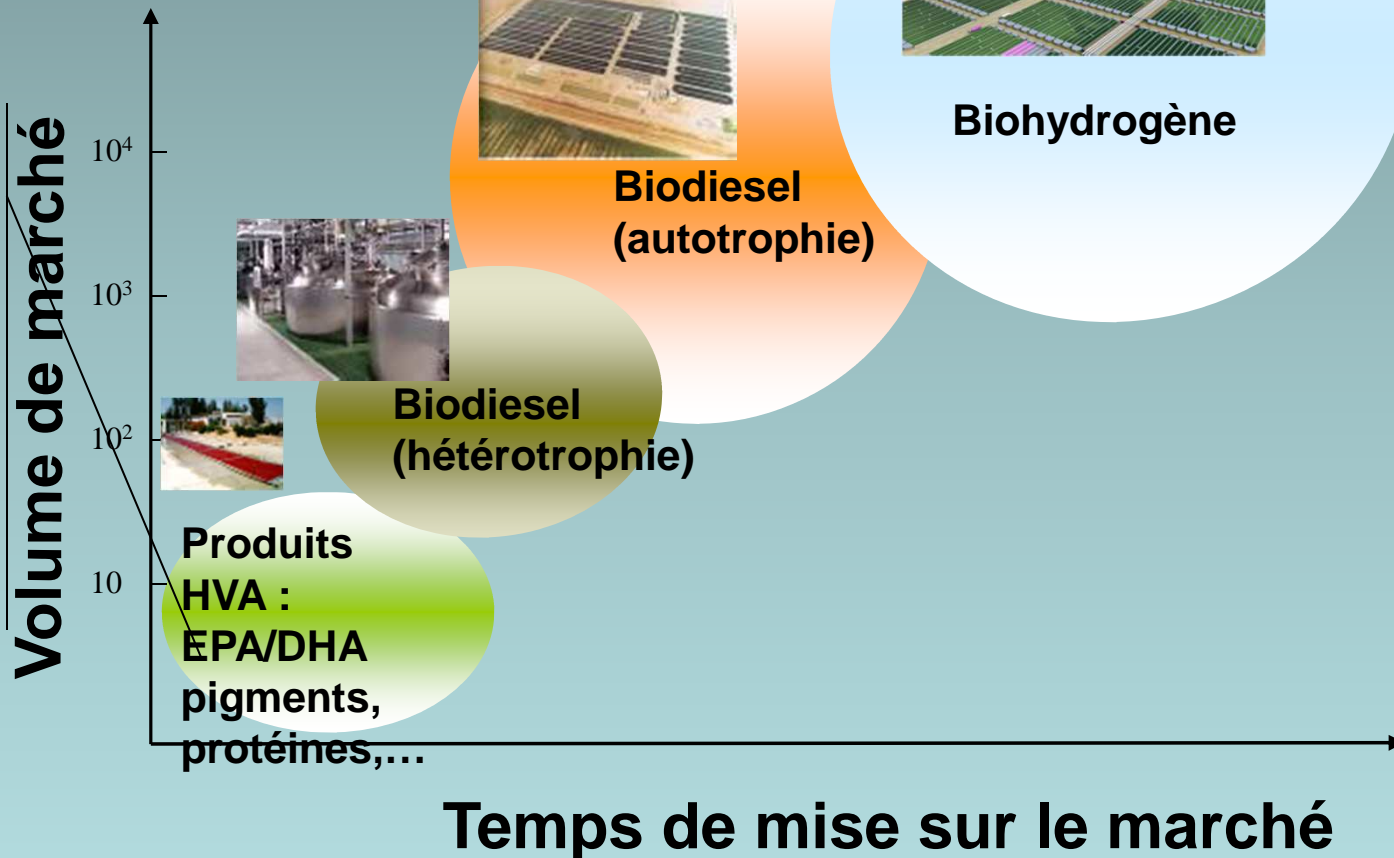 Volume de marché
10⁴
10³
10²
10
Biohydrogène
Biodiesel
(autotrophie)
Biodiesel
(hétérotrophie)
Produits
HVA :
EPA/DHA
pigments,
protéines,…
Temps de mise sur le marché